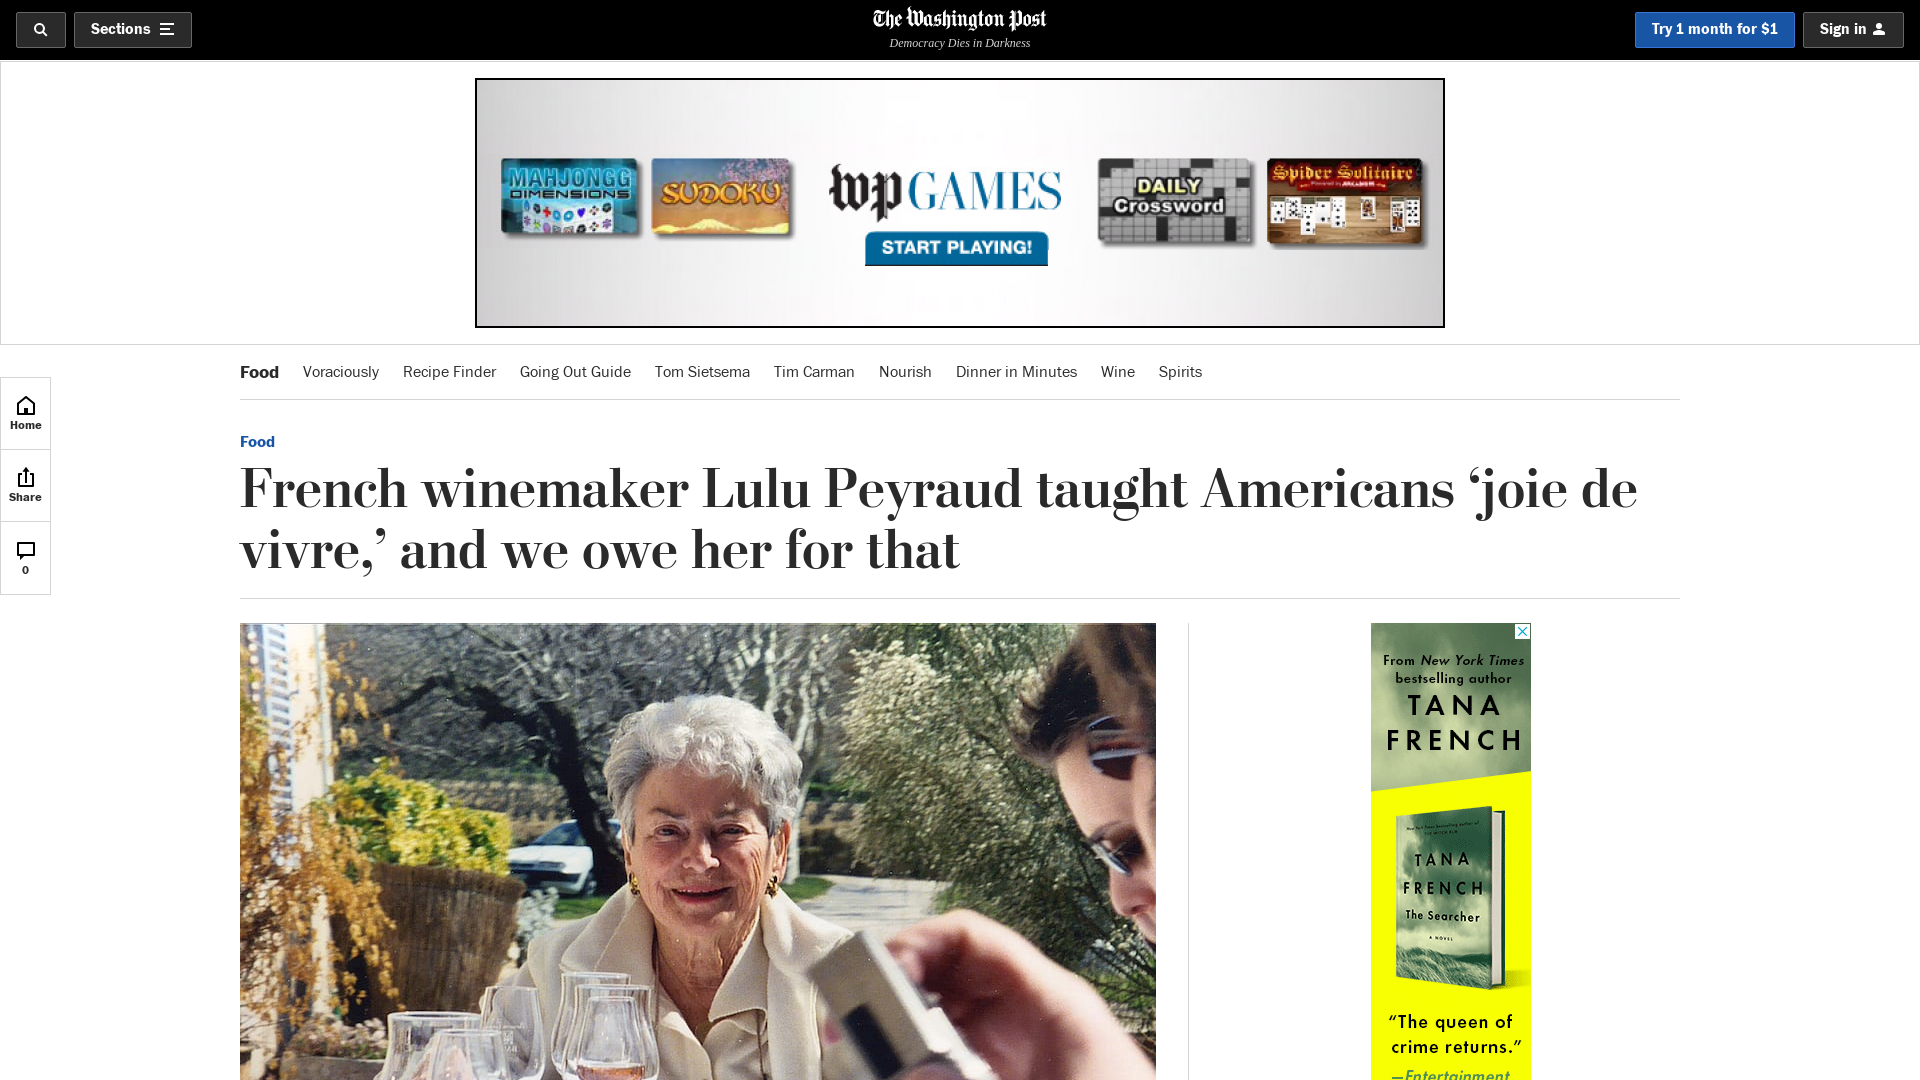 Sections
The Washington Post
Democracy Dies in Darkness
Try 1 month for $1
Sign in
MAHJONGG
DIMENSIONS
SUDOKU
wp GAMES
START PLAYING!
DAILY
Crossword
Spider Solitaire
Food
Voraciously
Recipe Finder
Going Out Guide
Tom Sietsema
Tim Carman
Nourish
Dinner in Minutes
Wine
Spirits
Home
Share
0
Food
French winemaker Lulu Peyraud taught Americans ‘joie de
vivre,’ and we owe her for that
From New York Times
bestselling author
TANA
FRENCH
TANA
FRENCH
The Searcher
A NOVEL
“The queen of
crime returns.”
—Entertainment